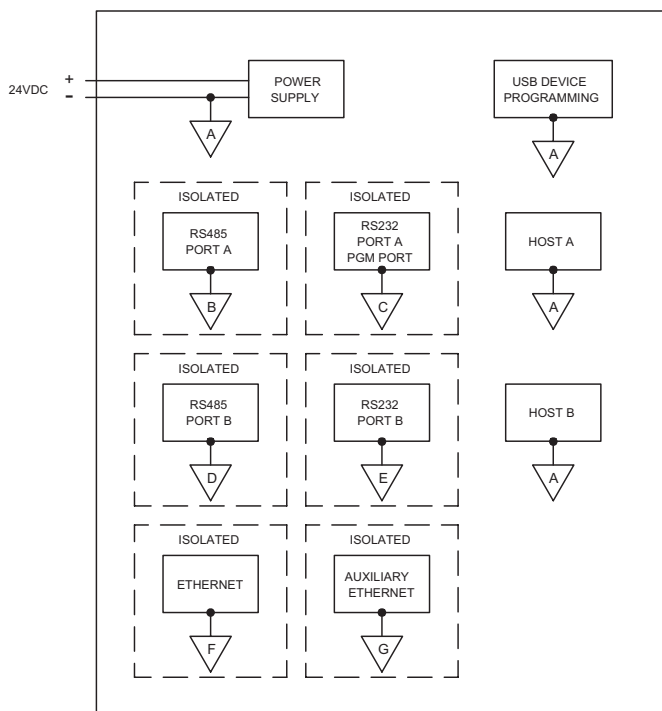 24VDC
+
-
POWER
SUPPLY
A
USB DEVICE
PROGRAMMING
A
ISOLATED
RS485
PORT A
B
ISOLATED
RS232
PORT A
PGM PORT
C
HOST A
A
ISOLATED
RS485
PORT B
D
ISOLATED
RS232
PORT B
E
HOST B
A
ISOLATED
ETHERNET
F
ISOLATED
AUXILIARY
ETHERNET
G